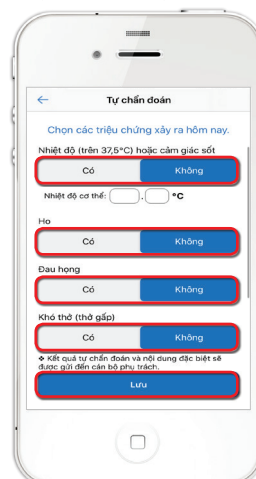 Tự chẩn đoán
Chọn các triệu chứng xảy ra hôm nay.
Nhiệt độ (trên 37,5°C) hoặc cảm giác sốt
Có Không
Nhiệt độ cơ thể: . °C
Ho
Có Không
Đau họng
Có Không
Khó thở (thở gấp)
Có Không
❖ Kết quả tự chẩn đoán và nội dung đặc biệt sẽ
được gửi đến cán bộ phụ trách.
Lưu